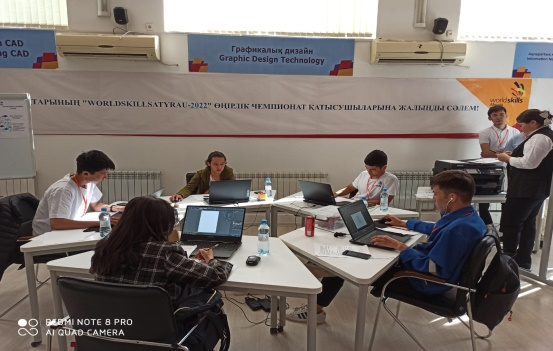 CAD
ng CAD
Графикалық дизайн
Graphic Design Technology
ТАРЫНЫҢ "WORLDSKILLSATYRAU-2022" ӨҢІРЛІК ЧЕМПИОНАТ ҚАТЫСУШЫЛАРЫНА ЖАЛЫНДЫ СӘЛЕМ!
worldskills
REDMI NOTE 8 PRO
AI QUAD CAMERA